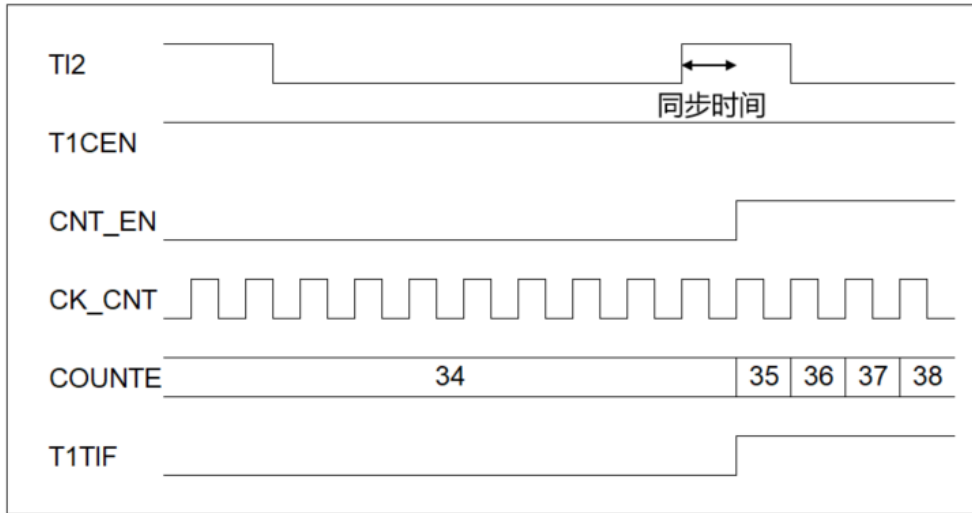 TI2
同步时间
T1CEN
CNT_EN
CK_CNT
COUNTE 34 35 36 37 38
T1TIF